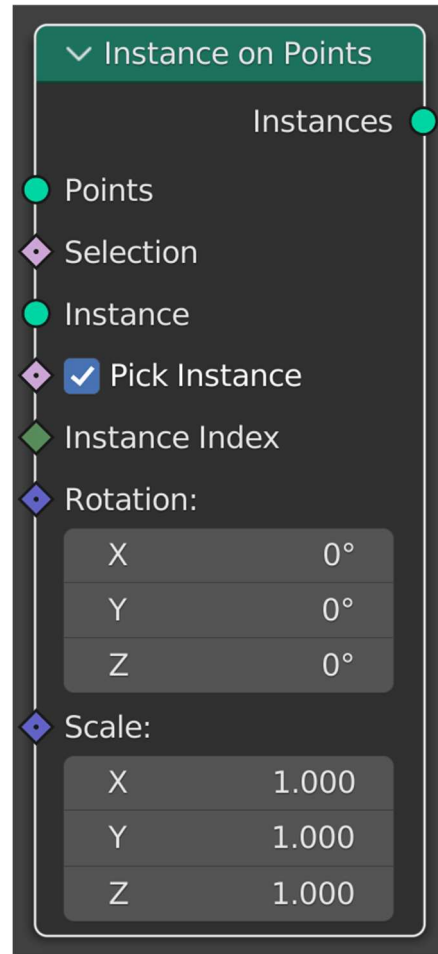 Instance on Points
Instances
Points
Selection
Instance
Pick Instance
Instance Index
Rotation:
X 0°
Y 0°
Z 0°
Scale:
X 1.000
Y 1.000
Z 1.000